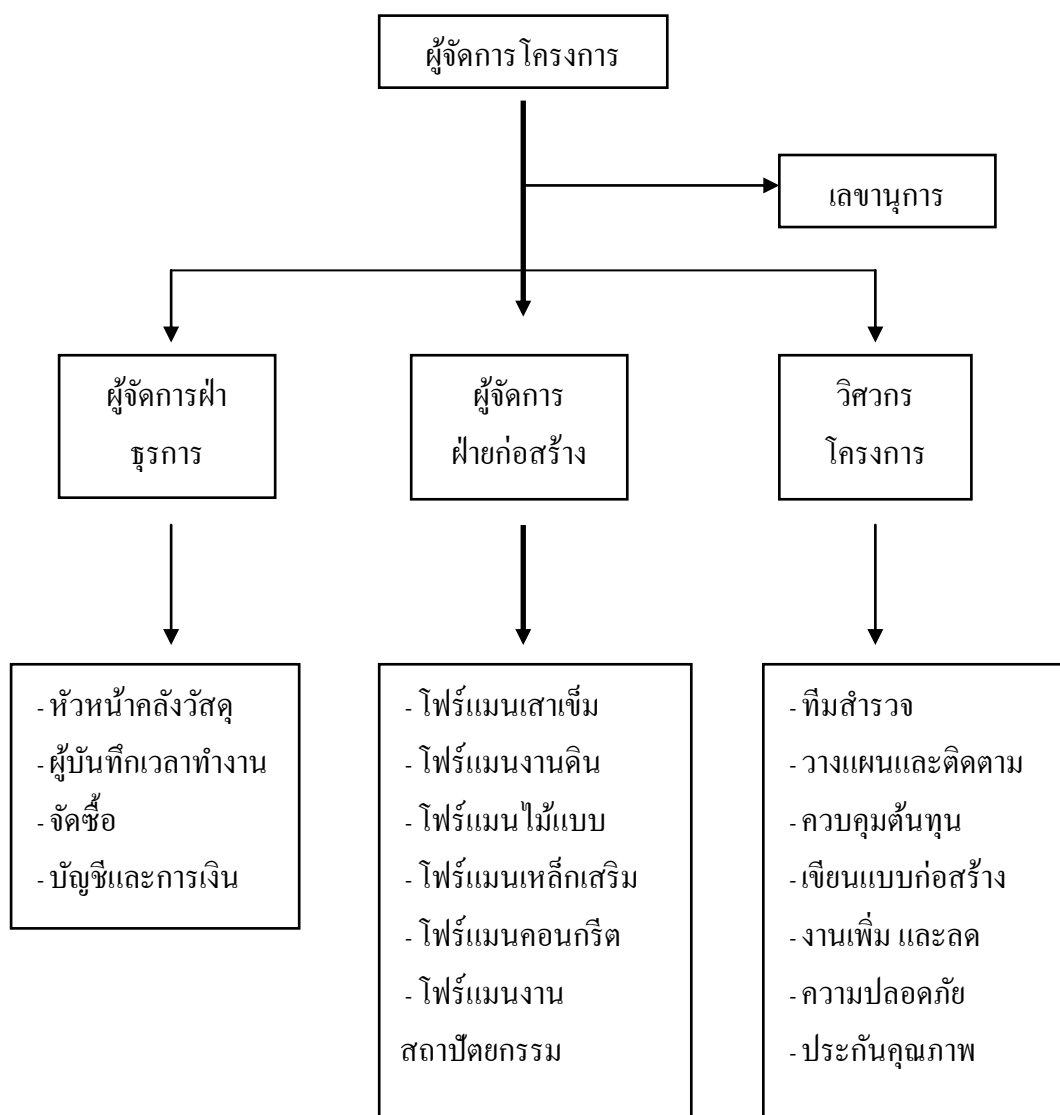 ผู้จัดการโครงการ
เลขานุการ
ผู้จัดการฝ่า
ธุรการ
ผู้จัดการ
ฝ่ายก่อสร้าง
วิศวกร
โครงการ
- หัวหน้าคลังวัสดุ
- ผู้บันทึกเวลาทำงาน
- จัดซื้อ
- บัญชีและการเงิน
- โฟร์แมนเสาเข็ม
- โฟร์แมนงานดิน
- โฟร์แมนไม้แบบ
- โฟร์แมนเหล็กเสริม
- โฟร์แมนคอนกรีต
- โฟร์แมนงาน
สถาปัตยกรรม
- ทีมสำรวจ
- วางแผนและติดตาม
- ควบคุมต้นทุน
- เขียนแบบก่อสร้าง
- งานเพิ่ม และลด
- ความปลอดภัย
- ประกันคุณภาพ